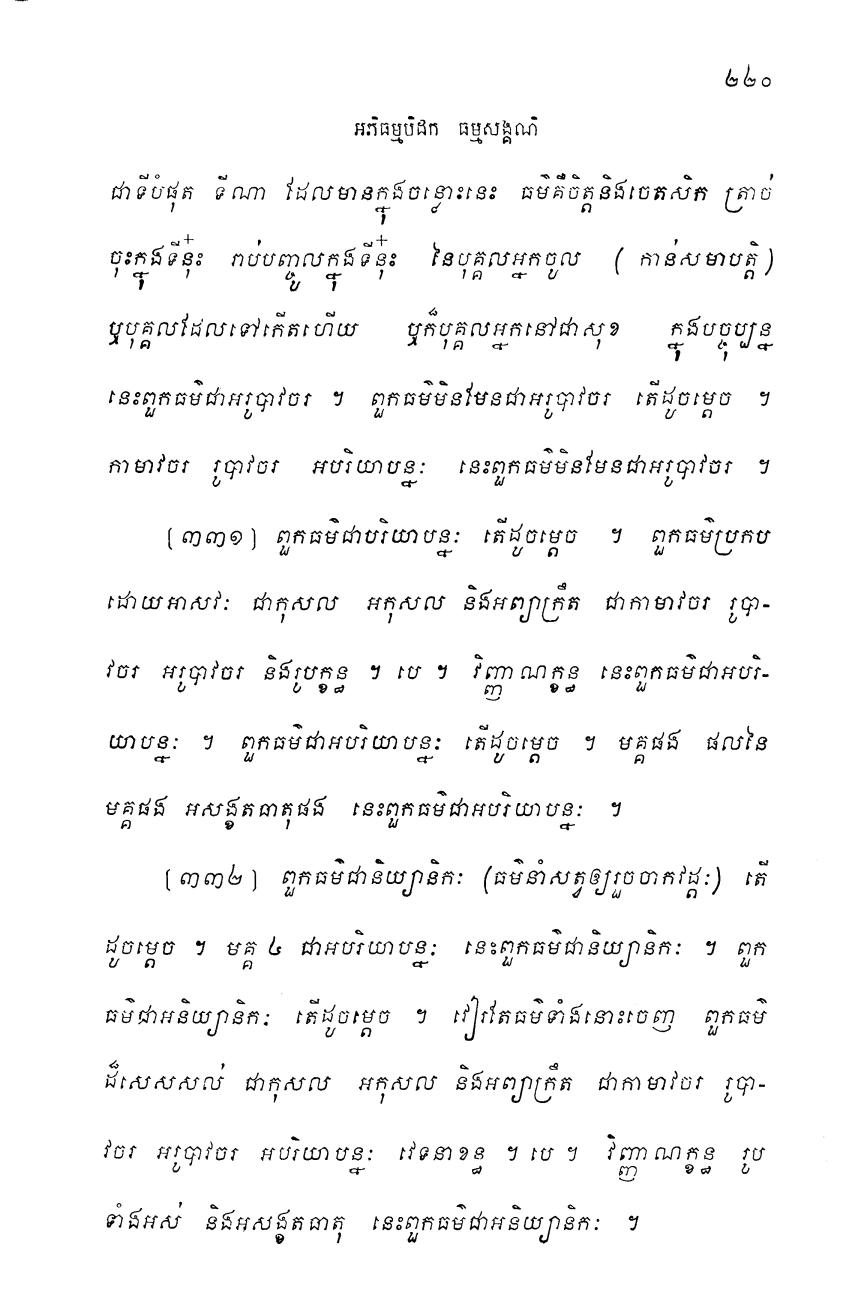 ២២០
អភិធម្មបិដក ធម្មសង្គណិ
ជាទីបំផុត ទីណា ដែលមានក្នុងចន្លោះនេះ ធម៌គឺចិត្តនិងចេតសិក ត្រាច់
ចុះក្នុងទីនុ៎ះ រាប់បញ្ចូលក្នុងទីនុ៎ះ នៃបុគ្គលអ្នកចូល (កាន់សមាបត្តិ)
ឬបុគ្គលដែលទៅកើតហើយ ឬក៏បុគ្គលអ្នកនៅជាសុខ ក្នុងបច្ចុប្បន្ន
នេះពួកធម៌ជាអរូបាវចរ ។ ពួកធម៌មិនមែនជាអរូបាវចរ តើដូចម្តេច ។
កាមាវចរ រូបាវចរ អបរិយាបន្នៈ នេះពួកធម៌មិនមែនជាអរូបាវចរ ។
[៣៣១] ពួកធម៌ជាបរិយាបន្នៈ តើដូចម្តេច ។ ពួកធម៌ប្រកប
ដោយអាសវៈ ជាកុសល អកុសល និងអព្យាក្រឹត ជាកាមាវចរ រូបា-
វចរ អរូបាវចរ និងរូបក្ខន្ធ ។ បេ ។ វិញ្ញាណក្ខន្ធ នេះពួកធម៌ជាអបរិ-
យាបន្នៈ ។ ពួកធម៌ជាអបរិយាបន្នៈ តើដូចម្តេច ។ មគ្គផង ផលនៃ
មគ្គផង អសង្ខតធាតុផង នេះពួកធម៌ជាអបរិយាបន្នៈ ។
[៣៣២] ពួកធម៌ជានិយ្យានិកៈ (ធម៌នាំសត្វឲ្យរួចចាកវដ្តៈ) តើ
ដូចម្តេច ។ មគ្គ ៤ ជាអបរិយាបន្នៈ នេះពួកធម៌ជានិយ្យានិកៈ ។ ពួក
ធម៌ជាអនិយ្យានិកៈ តើដូចម្តេច ។ វៀរតែធម៌ទាំងនោះចេញ ពួកធម៌
ដ៏សេសសល់ ជាកុសល អកុសល និងអព្យាក្រឹត ជាកាមាវចរ រូបា-
វចរ អរូបាវចរ អបរិយាបន្នៈ វេទនាខន្ធ ។ បេ ។ វិញ្ញាណក្ខន្ធ រូប
ទាំងអស់ និងអសង្ខតធាតុ នេះពួកធម៌ជាអនិយ្យានិកៈ ។